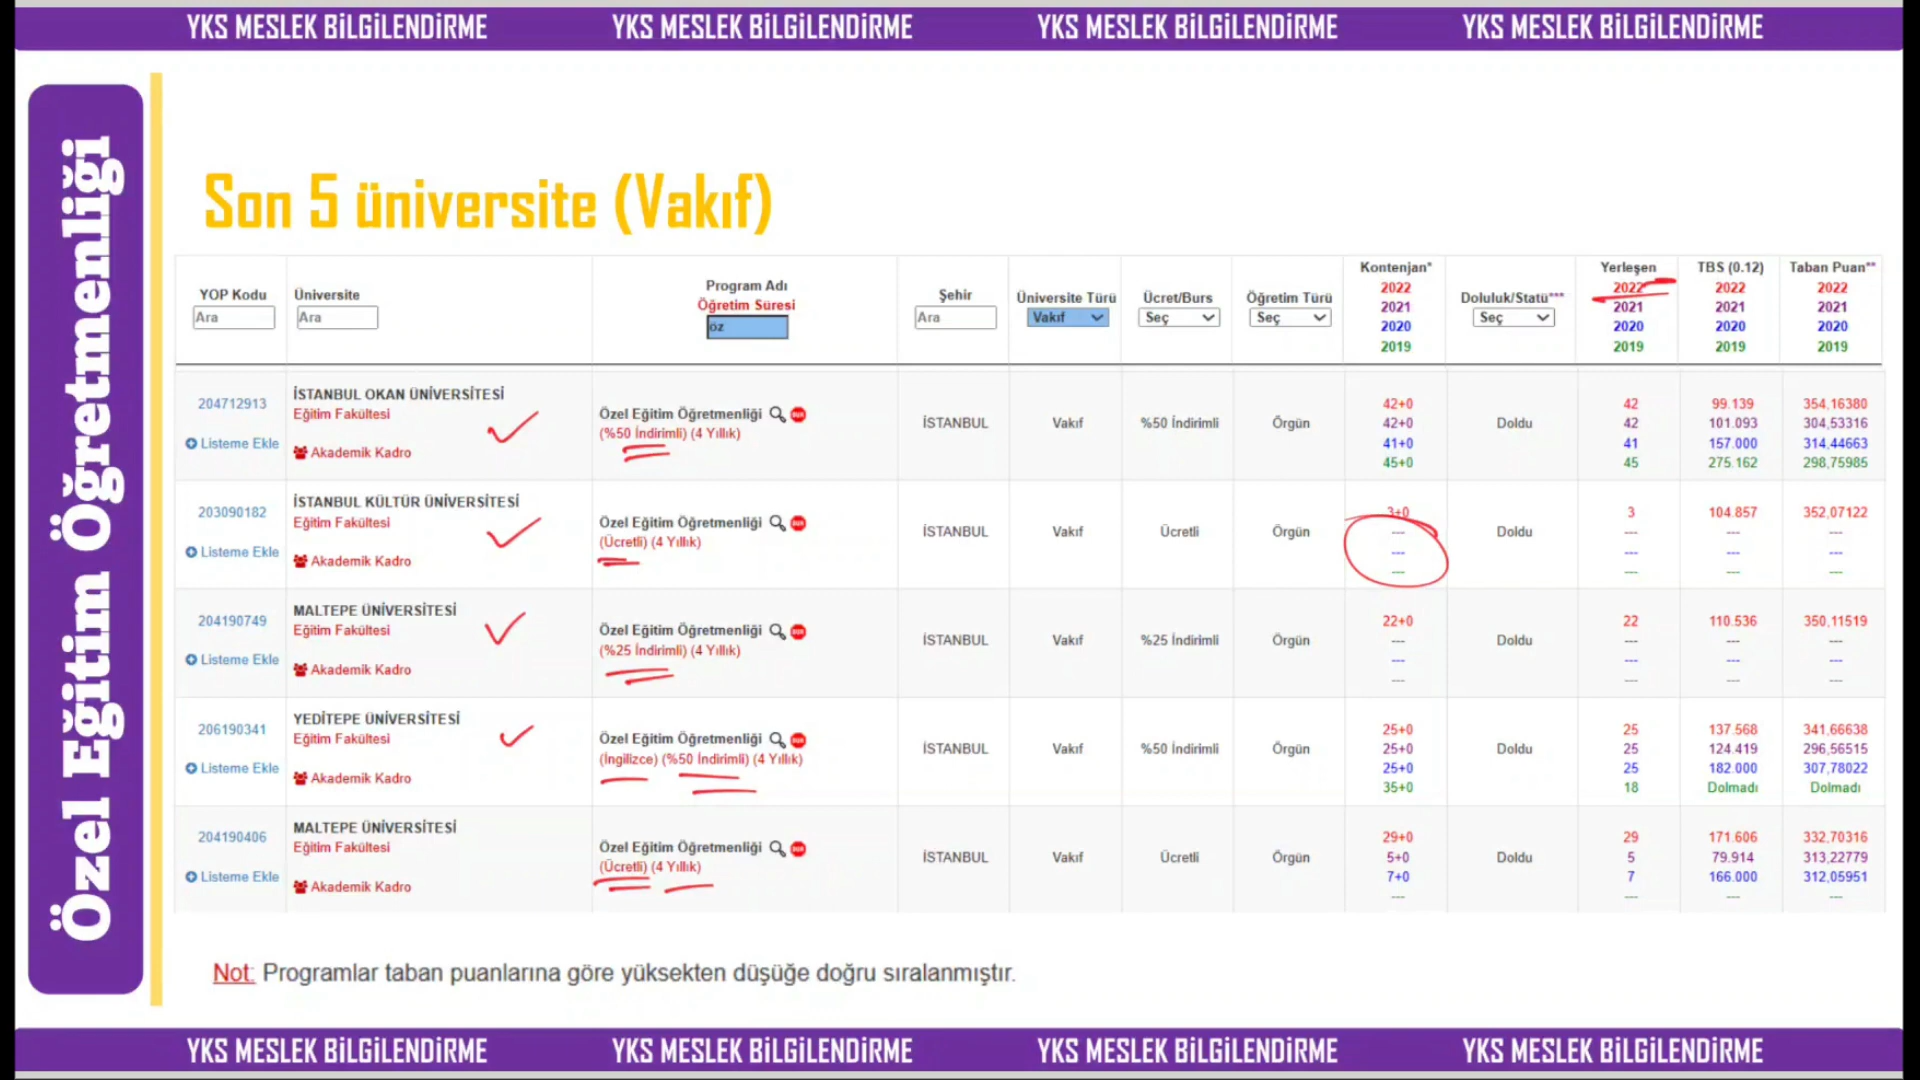 YKS MESLEK BİLGİLENDİRME YKS MESLEK BİLGİLENDİRME YKS MESLEK BİLGİLENDİRME YKS MESLEK BİLGİLENDİRME
Özel Eğitim Öğretmenliği
Son 5 üniversite (Vakıf)
YOP Kodu
Ara
Üniversite
Ara
Program Adı
Öğretim Süresi
öz
Şehir
Ara
Üniversite Türü
Vakıf
Ücret/Burs
Seç
Öğretim Türü
Seç
Kontenjan*
2022
2021
2020
2019
Doluluk/Statü***
Seç
Yerleşen
2022
2021
2020
2019
TBS (0.12)
2022
2021
2020
2019
Taban Puan**
2022
2021
2020
2019
204712913
Listeme Ekle
İSTANBUL OKAN ÜNİVERSİTESİ
Eğitim Fakültesi
Akademik Kadro
Özel Eğitim Öğretmenliği
(%50 İndirimli) (4 Yıllık)
İSTANBUL
Vakıf
%50 İndirimli
Örgün
42+0
42+0
41+0
45+0
Doldu
42
42
41
45
99.139
101.093
157.000
275.162
354,16380
304,53316
314,44663
298,75985
203090182
Listeme Ekle
İSTANBUL KÜLTÜR ÜNİVERSİTESİ
Eğitim Fakültesi
Akademik Kadro
Özel Eğitim Öğretmenliği
(Ücretli) (4 Yıllık)
İSTANBUL
Vakıf
Ücretli
Örgün
3+0
---
---
---
Doldu
3
---
---
---
104.857
---
---
---
352,07122
---
---
---
204190749
Listeme Ekle
MALTEPE ÜNİVERSİTESİ
Eğitim Fakültesi
Akademik Kadro
Özel Eğitim Öğretmenliği
(%25 İndirimli) (4 Yıllık)
İSTANBUL
Vakıf
%25 İndirimli
Örgün
22+0
---
---
---
Doldu
22
---
---
---
110.536
---
---
---
350,11519
---
---
---
206190341
Listeme Ekle
YEDİTEPE ÜNİVERSİTESİ
Eğitim Fakültesi
Akademik Kadro
Özel Eğitim Öğretmenliği
(İngilizce) (%50 İndirimli) (4 Yıllık)
İSTANBUL
Vakıf
%50 İndirimli
Örgün
25+0
25+0
25+0
35+0
Doldu
25
25
25
18
137.568
124.419
182.000
Dolmadı
341,66638
296,56515
307,78022
Dolmadı
204190406
Listeme Ekle
MALTEPE ÜNİVERSİTESİ
Eğitim Fakültesi
Akademik Kadro
Özel Eğitim Öğretmenliği
(Ücretli) (4 Yıllık)
İSTANBUL
Vakıf
Ücretli
Örgün
29+0
5+0
7+0
---
Doldu
29
5
7
---
171.606
79.914
166.000
---
332,70316
313,22779
312,05951
---
Not: Programlar taban puanlarına göre yüksekten düşüğe doğru sıralanmıştır.
YKS MESLEK BİLGİLENDİRME YKS MESLEK BİLGİLENDİRME YKS MESLEK BİLGİLENDİRME YKS MESLEK BİLGİLENDİRME